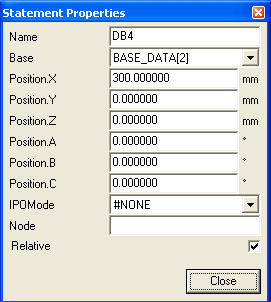 Statement Properties
Name DB4
Base BASE_DATA[2]
Position.X 300.000000 mm
Position.Y 0.000000 mm
Position.Z 0.000000 mm
Position.A 0.000000 °
Position.B 0.000000 °
Position.C 0.000000 °
IPOMode #NONE
Node
Relative
Close